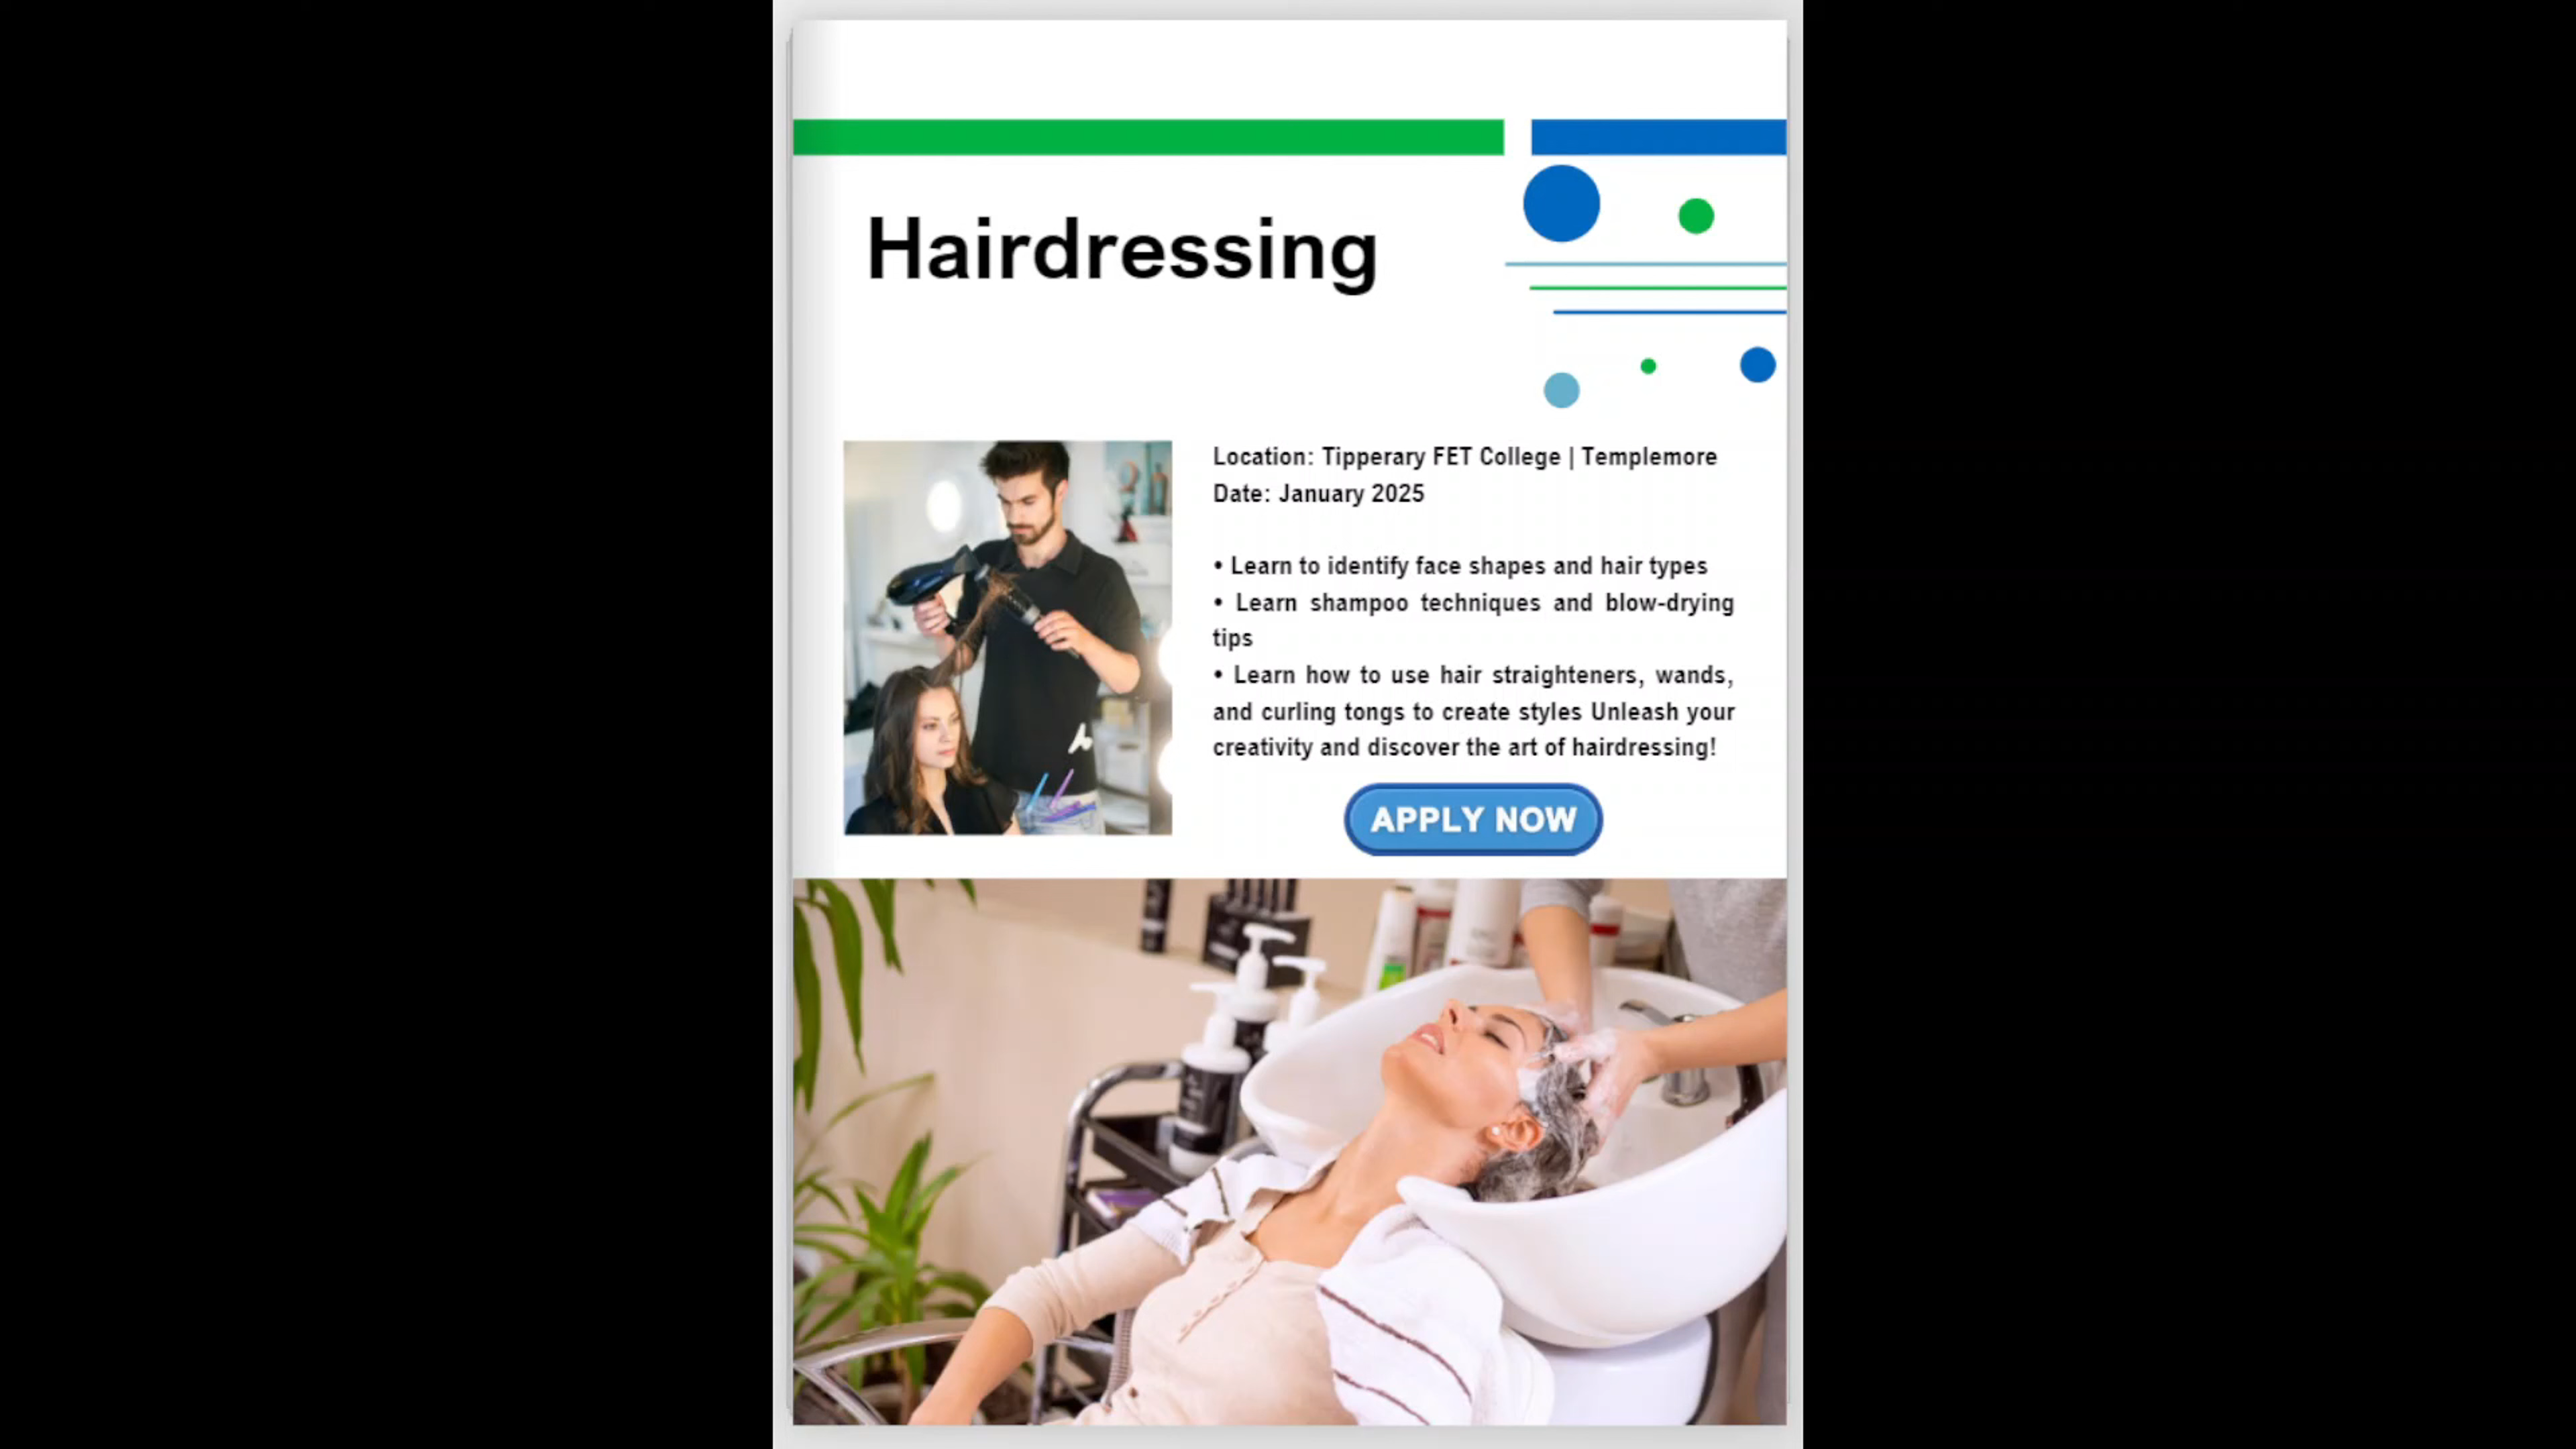 Hairdressing
Location: Tipperary FET College | Templemore
Date: January 2025
• Learn to identify face shapes and hair types
• Learn shampoo techniques and blow-drying
tips
• Learn how to use hair straighteners, wands,
and curling tongs to create styles Unleash your
creativity and discover the art of hairdressing!
APPLY NOW